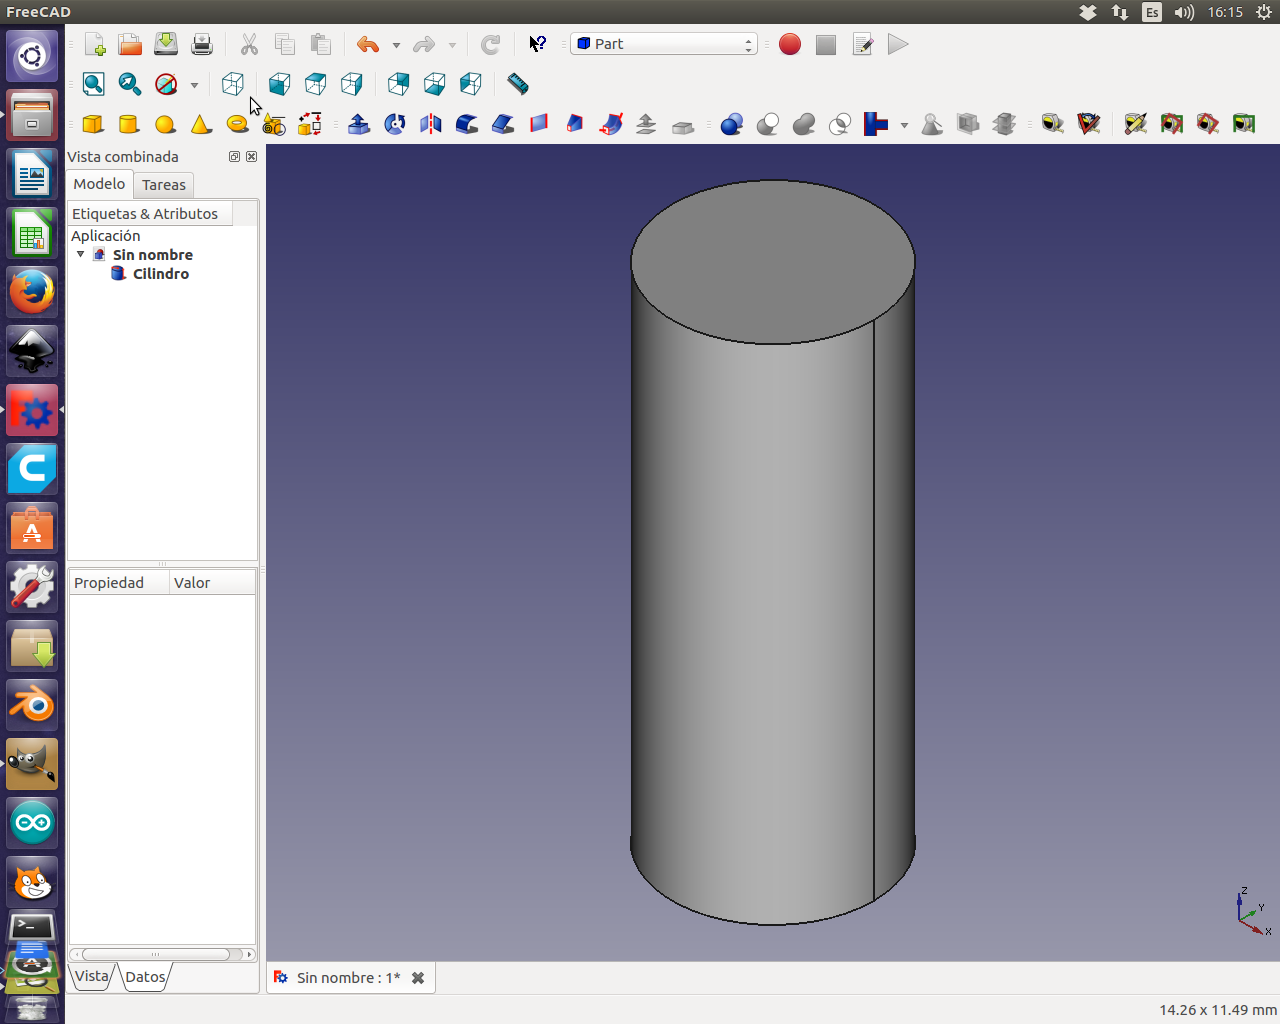 FreeCAD
Es
16:15
Part
Vista combinada
Modelo
Tareas
Etiquetas & Atributos
Aplicación
Sin nombre
Cilindro
Propiedad
Valor
Vista
Datos
Z
Y
X
Sin nombre : 1*
14.26 x 11.49 mm